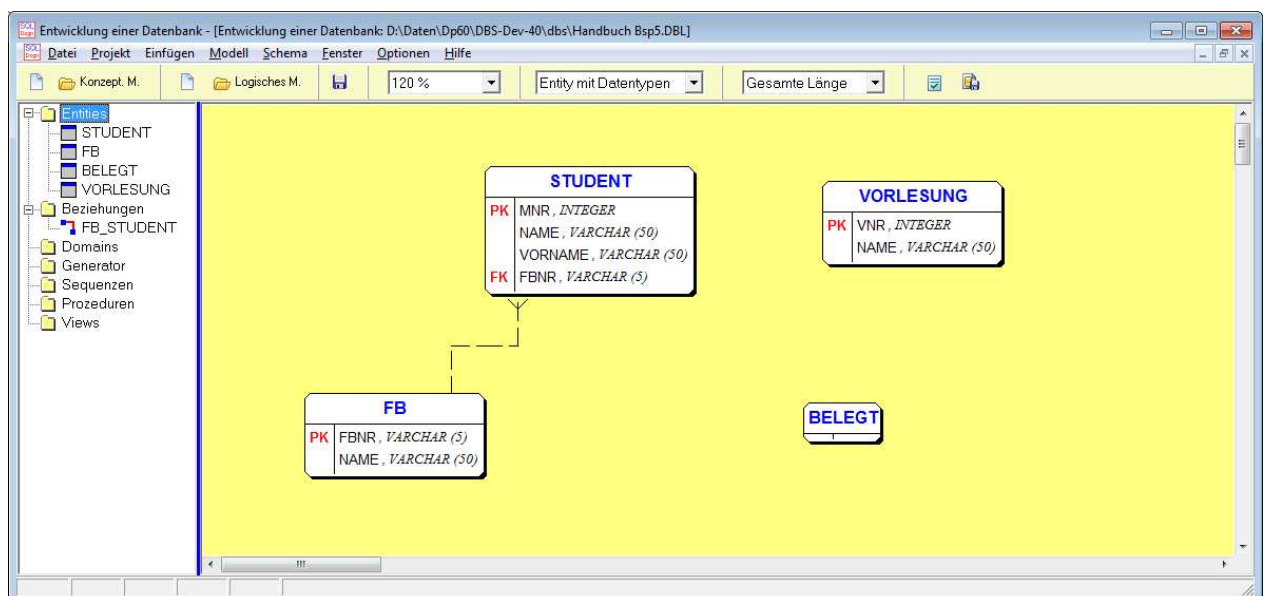 Entwicklung einer Datenbank - [Entwicklung einer Datenbank: D:\Daten\Dp60\DBS-Dev-40\dbs\Handbuch Bsp5.DBL]
Datei Projekt Einfügen Modell Schema Fenster Optionen Hilfe
Konzept. M. Logisches M. 120 % Entity mit Datentypen Gesamte Länge
Entities
STUDENT
FB
BELEGT
VORLESUNG
Beziehungen
FB_STUDENT
Domains
Generator
Sequenzen
Prozeduren
Views
STUDENT
PK MNR , INTEGER
NAME , VARCHAR (50)
VORNAME , VARCHAR (50)
FK FBNR , VARCHAR (5)
VORLESUNG
PK VNR , INTEGER
NAME , VARCHAR (50)
FB
PK FBNR , VARCHAR (5)
NAME , VARCHAR (50)
BELEGT